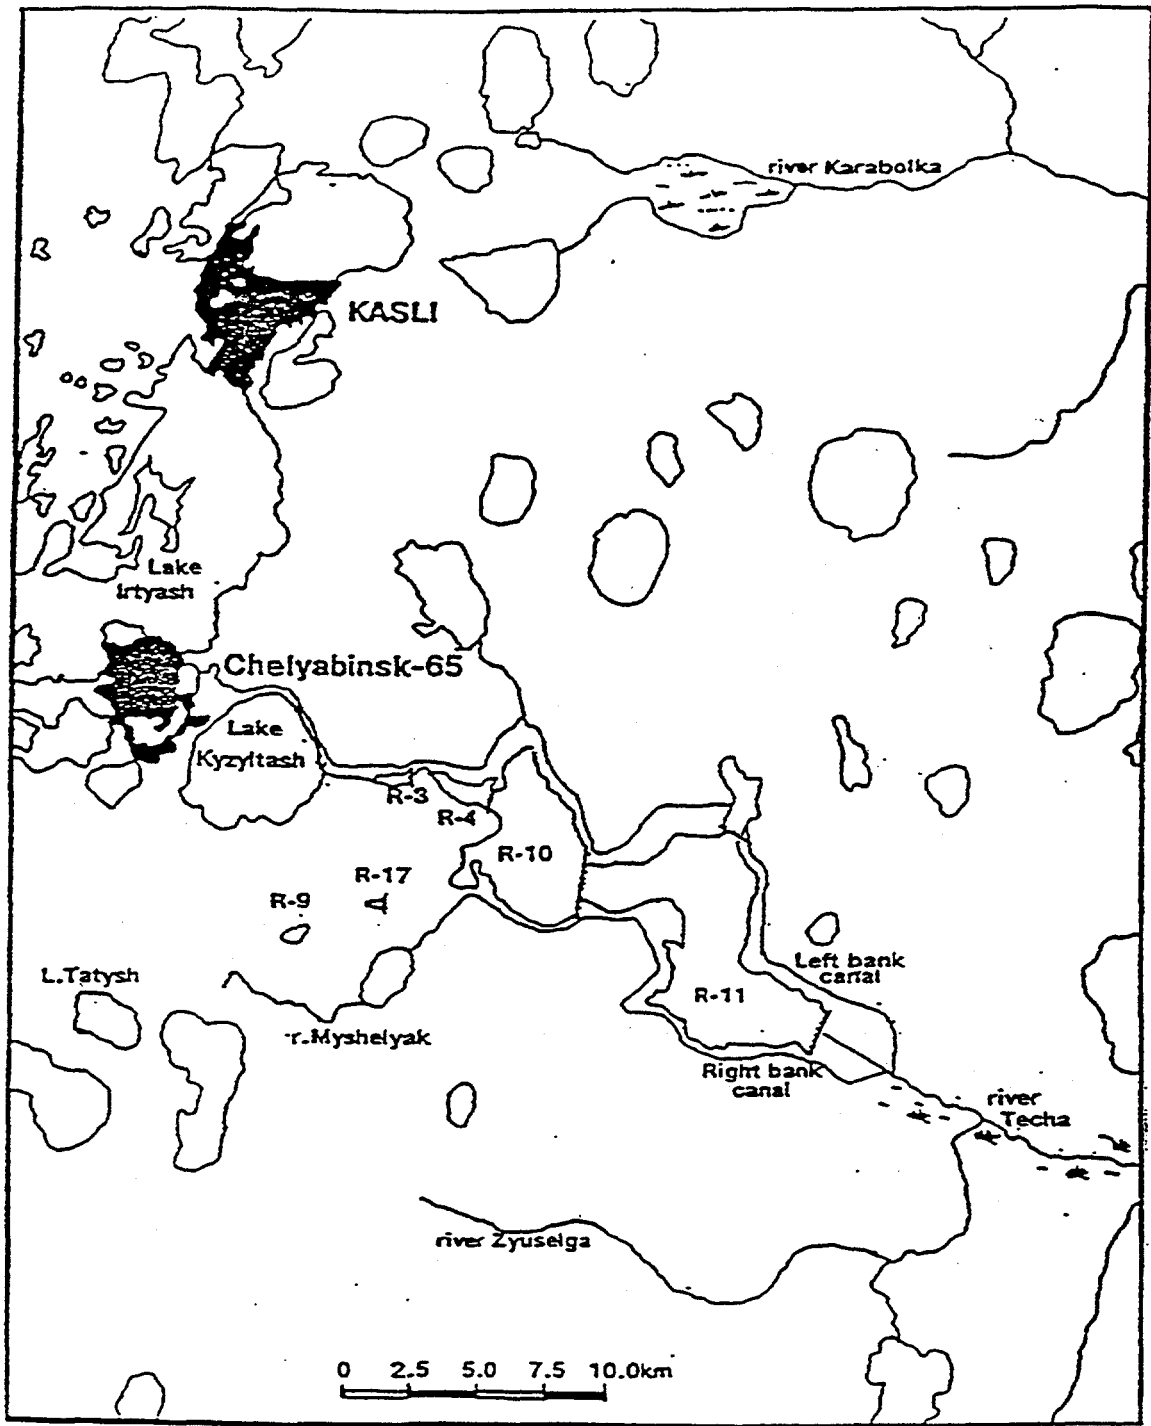 river Karabolka
KASLI
Lake
Irtyash
Chelyabinsk-65
Lake
Kyzyltash
R-3
R-4
R-10
R-17
R-9
L.Tatysh
Left bank
canal
R-11
r.Myshelyak
Right bank
canal
river
Techa
river Zyuselga
0 2.5 5.0 7.5 10.0km